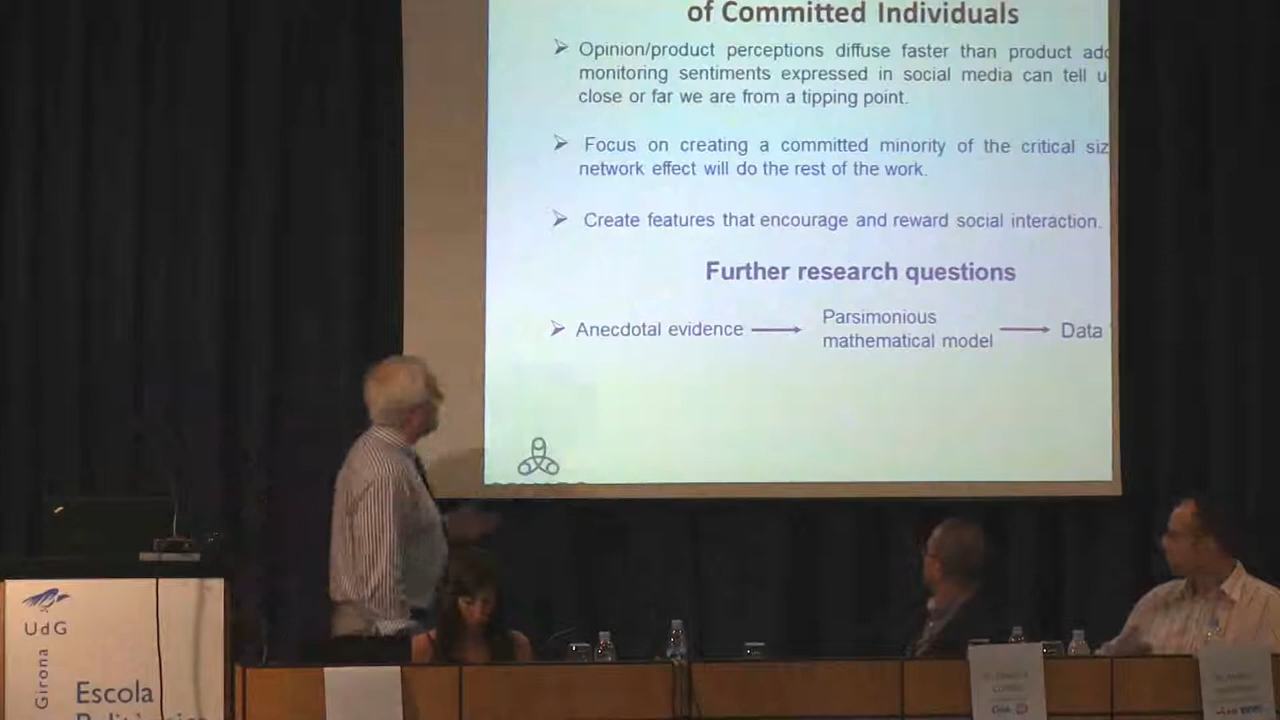 of Committed Individuals
Opinion/product perceptions diffuse faster than product ado
monitoring sentiments expressed in social media can tell u
close or far we are from a tipping point.
Focus on creating a committed minority of the critical siz
network effect will do the rest of the work.
Create features that encourage and reward social interaction.
Further research questions
Anecdotal evidence
Parsimonious
mathematical model
Data
UdG
Girona
Escola